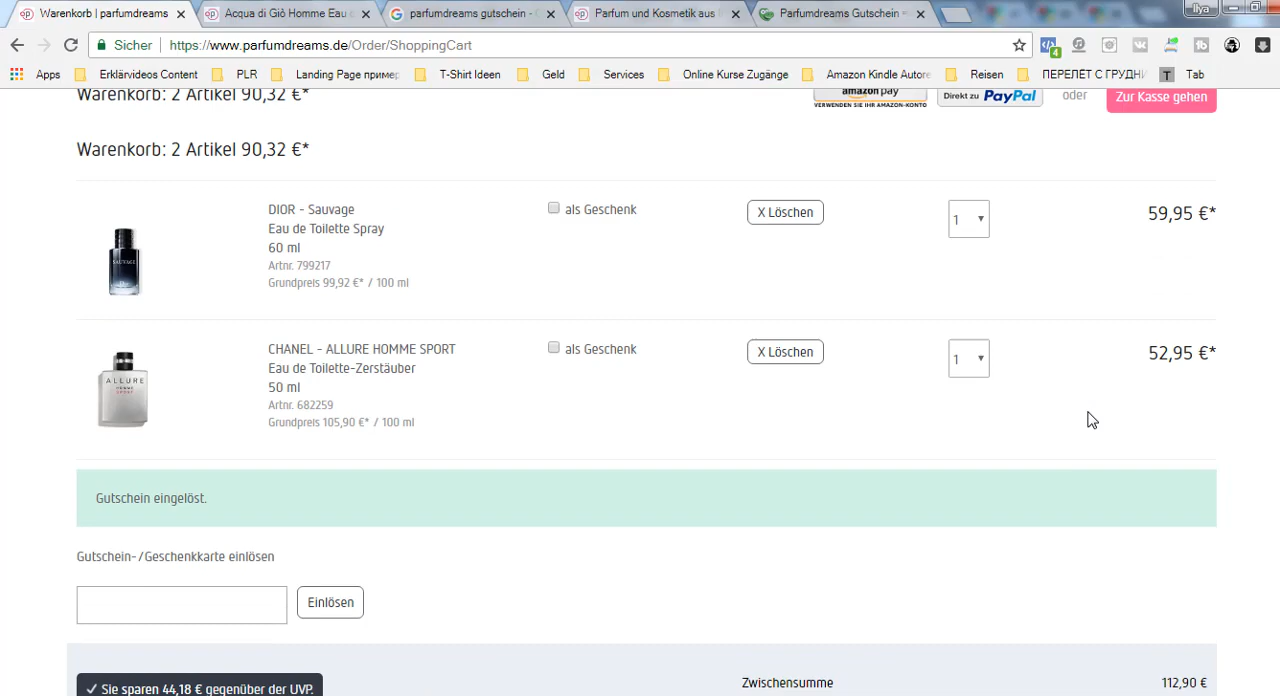 Warenkorb | parfumdreams
Acqua di Giò Homme Eau
parfumdreams gutschein -
Parfum und Kosmetik aus
Parfumdreams Gutschein
Ilya
Sicher
https://www.parfumdreams.de/Order/ShoppingCart
4
Apps
Erklärvideos Content
PLR
Landing Page пример
T-Shirt Ideen
Geld
Services
Online Kurse Zugänge
Amazon Kindle Autore
Reisen
ПЕРЕЛЁТ С ГРУДНИ
T Tab
Warenkorb: 2 Artikel 90,32 €*
amazon pay
VERWENDEN SIE IHR AMAZON-KONTO
Direkt zu PayPal
oder
Zur Kasse gehen
Warenkorb: 2 Artikel 90,32 €*
DIOR - Sauvage
Eau de Toilette Spray
60 ml
Artnr. 799217
Grundpreis 99,92 €* / 100 ml
als Geschenk
X Löschen
1
59,95 €*
SAUVAGE
CHANEL - ALLURE HOMME SPORT
Eau de Toilette-Zerstäuber
50 ml
Artnr. 682259
Grundpreis 105,90 €* / 100 ml
als Geschenk
X Löschen
1
52,95 €*
ALLURE
Gutschein eingelöst.
Gutschein-/Geschenkkarte einlösen
Einlösen
✓ Sie sparen 44,18 € gegenüber der UVP.
Zwischensumme
112,90 €